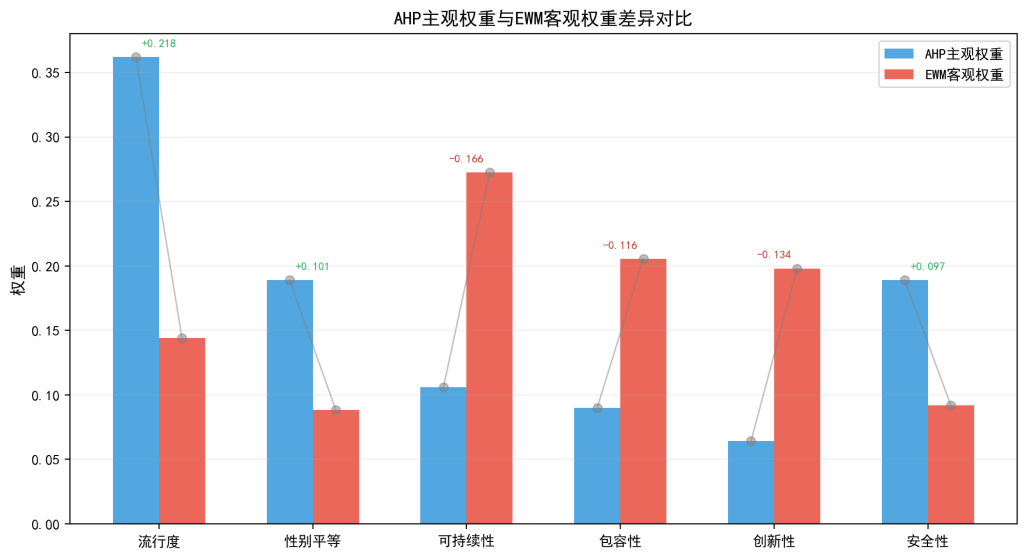 AHP主观权重与EWM客观权重差异对比
AHP主观权重
EWM客观权重
权重
0.35
0.30
0.25
0.20
0.15
0.10
0.05
0.00
+0.218
+0.101
-0.166
-0.116
-0.134
+0.097
流行度
性别平等
可持续性
包容性
创新性
安全性